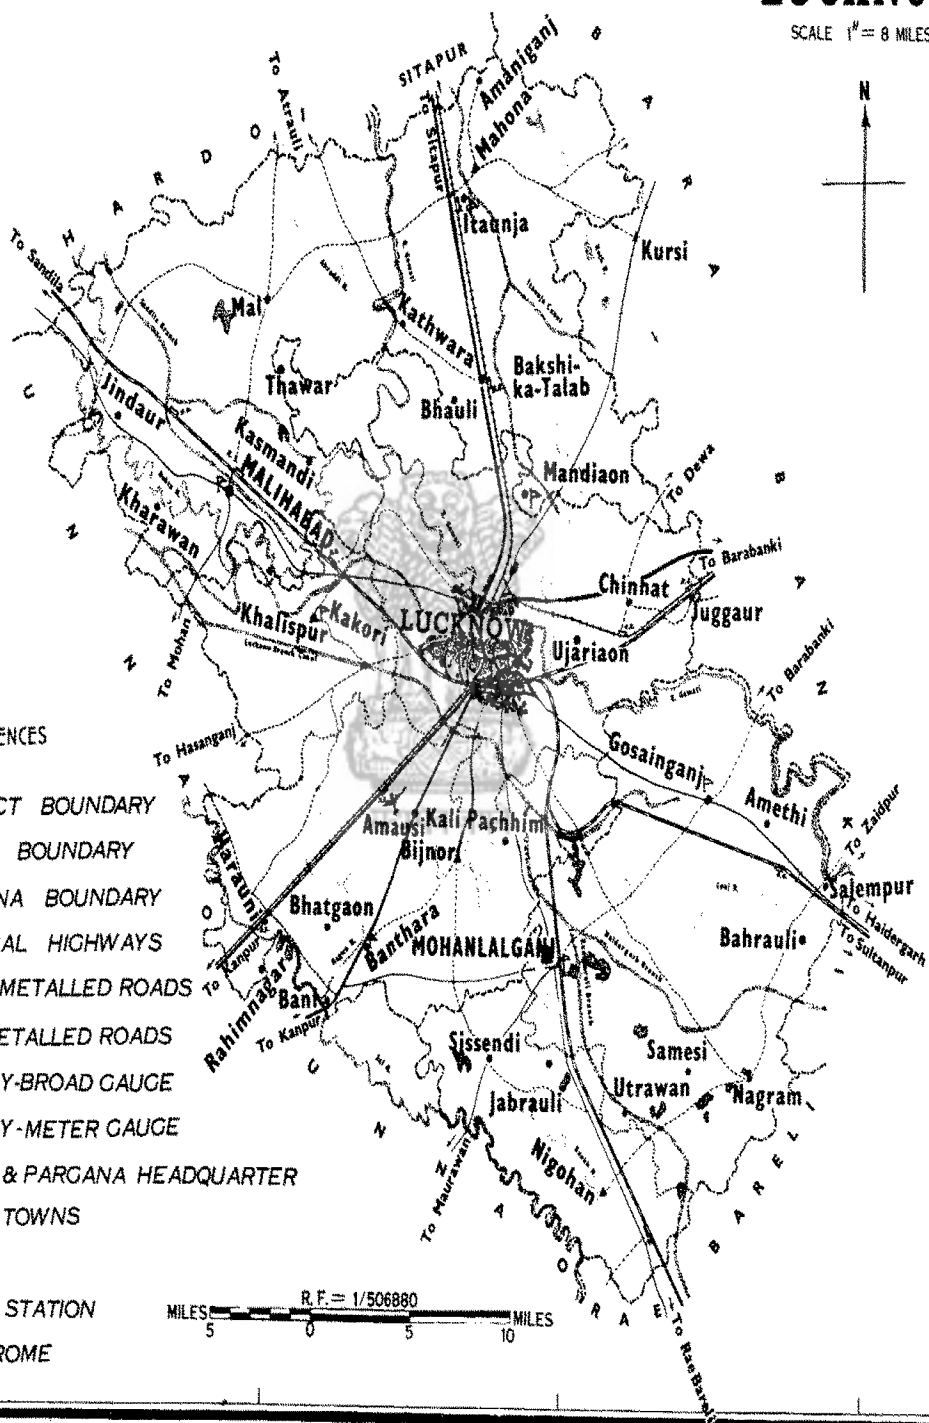 SCALE 1" = 8 MILES
N
SITAPUR
To Atrauli
To Sitapur
Amaniganj
Mahona
B A R A B A N K I
H A R D O I
Itaunja
Kursi
To Sandila
Mal
Kathwara
Thawar
Bhauli
Bakshi-
ka-Talab
Jindaur
Kasmandi
MALIHABAD
Mandiaon
To Dewa
Kharawan
To Barabanki
Chinhat
Juggaur
Khalispur
Kakori
LUCKNOW
Ujariaon
To Mohan
To Barabanki
U N N A O
ENCES
To Hasanganj
Gosainganj
CT BOUNDARY
Amethi
To Zaidpur
Amausi
Kali Pachhim
BOUNDARY
Bijnor
Harauni
NA BOUNDARY
Salempur
Bhatgaon
To Haidergarh
AL HIGHWAYS
Banthara
MOHANLALGANJ
Bahrauli
To Sultanpur
METALLED ROADS
To Kanpur
Rahimnagar
Bani
To Kanpur
ETALLED ROADS
Sissendi
Samesi
Y-BROAD GAUGE
Utrawan
Nagram
Jabrauli
Y-METER GAUGE
Nigohan
& PARGANA HEADQUARTER
To Maurawan
TOWNS
U N N A O
R A E
B A R E L I
STATION
R.F. = 1/506880
MILES
MILES
5 0 5 10
ROME
To Rae Bareli